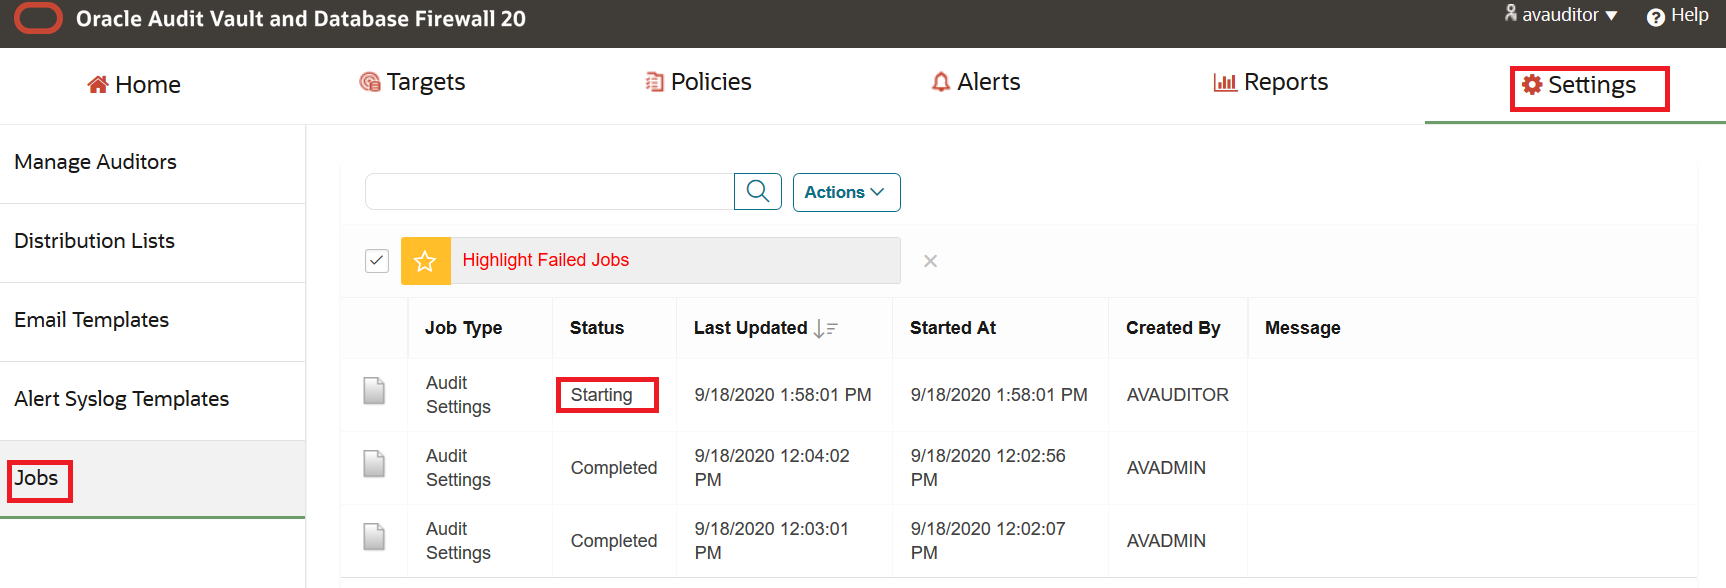 Oracle Audit Vault and Database Firewall 20
avauditor
Help
Home
Targets
Policies
Alerts
Reports
Settings
Manage Auditors
Distribution Lists
Email Templates
Alert Syslog Templates
Jobs
Actions
Highlight Failed Jobs
Job Type Status Last Updated Started At Created By Message
Audit Settings Starting 9/18/2020 1:58:01 PM 9/18/2020 1:58:01 PM AVAUDITOR
Audit Settings Completed 9/18/2020 12:04:02 PM 9/18/2020 12:02:56 PM AVADMIN
Audit Settings Completed 9/18/2020 12:03:01 PM 9/18/2020 12:02:07 PM AVADMIN